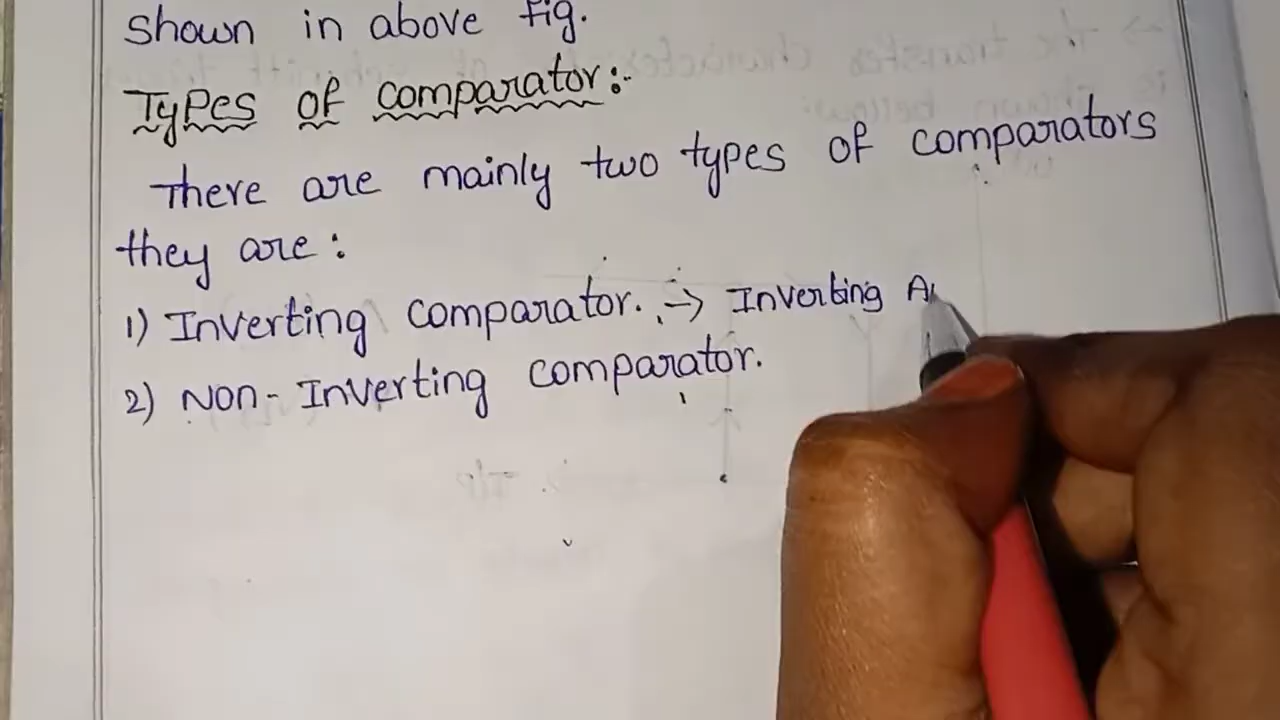 shown in above fig.
Types of comparator:-
There are mainly two types of comparators
they are:
1) Inverting comparator. → Inverting
2) Non-Inverting comparator.